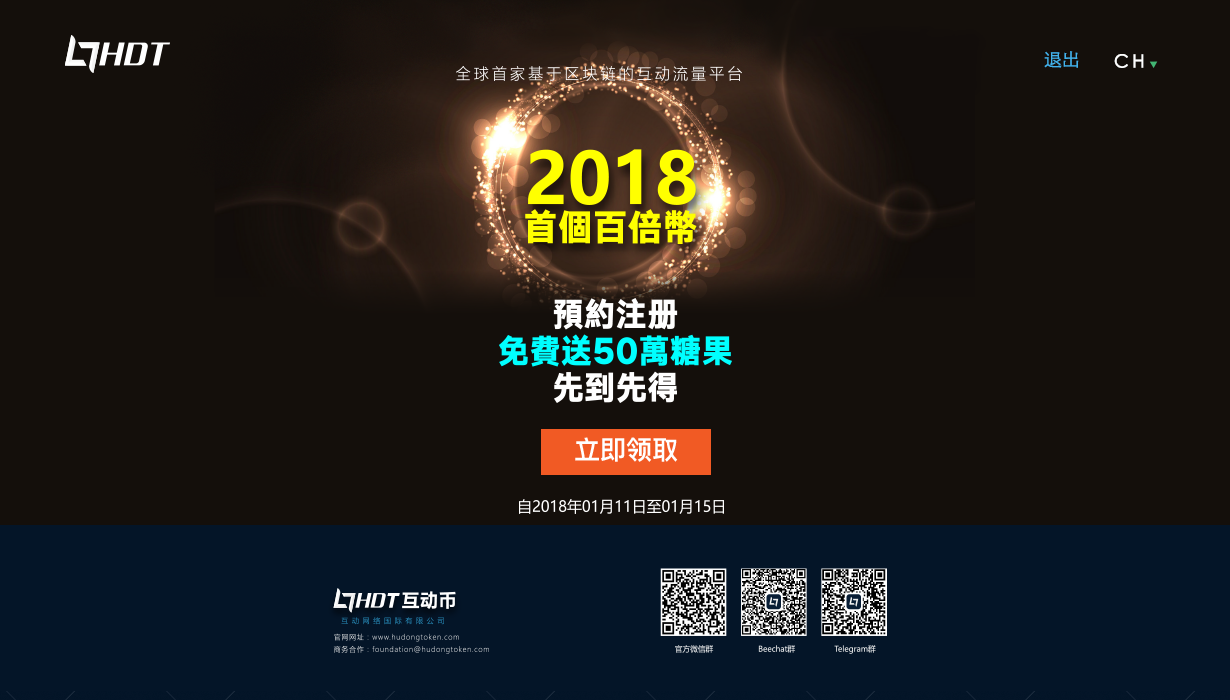 HDT
全球首家基于区块链的互动流量平台
退出
CH
2018
首個百倍幣
預約注册
免費送50萬糖果
先到先得
立即领取
自2018年01月11日至01月15日
HDT互动币
互动网络国际有限公司
官网网址：www.hudongtoken.com
商务合作：foundation@hudongtoken.com
官方微信群
Beechat群
Telegram群